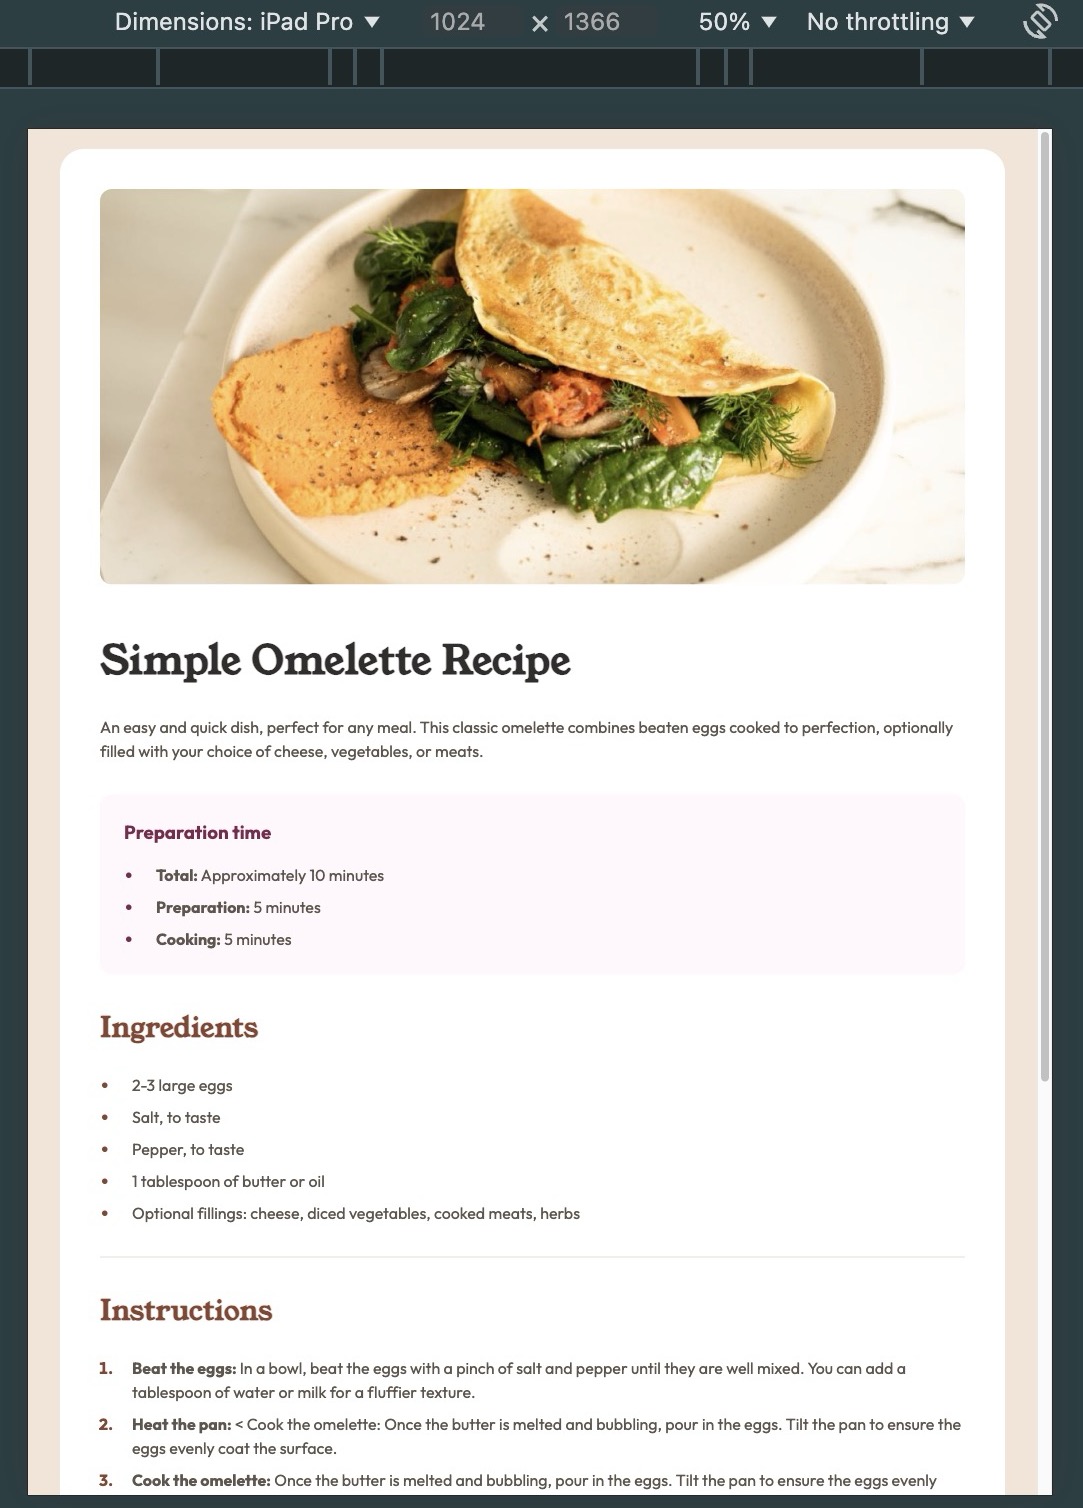 Dimensions: iPad Pro ▼ 1024 × 1366 50% ▼ No throttling ▼
Simple Omelette Recipe
An easy and quick dish, perfect for any meal. This classic omelette combines beaten eggs cooked to perfection, optionally
filled with your choice of cheese, vegetables, or meats.
Preparation time
• Total: Approximately 10 minutes
• Preparation: 5 minutes
• Cooking: 5 minutes
Ingredients
• 2-3 large eggs
• Salt, to taste
• Pepper, to taste
• 1 tablespoon of butter or oil
• Optional fillings: cheese, diced vegetables, cooked meats, herbs
Instructions
1. Beat the eggs: In a bowl, beat the eggs with a pinch of salt and pepper until they are well mixed. You can add a
tablespoon of water or milk for a fluffier texture.
2. Heat the pan: < Cook the omelette: Once the butter is melted and bubbling, pour in the eggs. Tilt the pan to ensure the
eggs evenly coat the surface.
3. Cook the omelette: Once the butter is melted and bubbling, pour in the eggs. Tilt the pan to ensure the eggs evenly